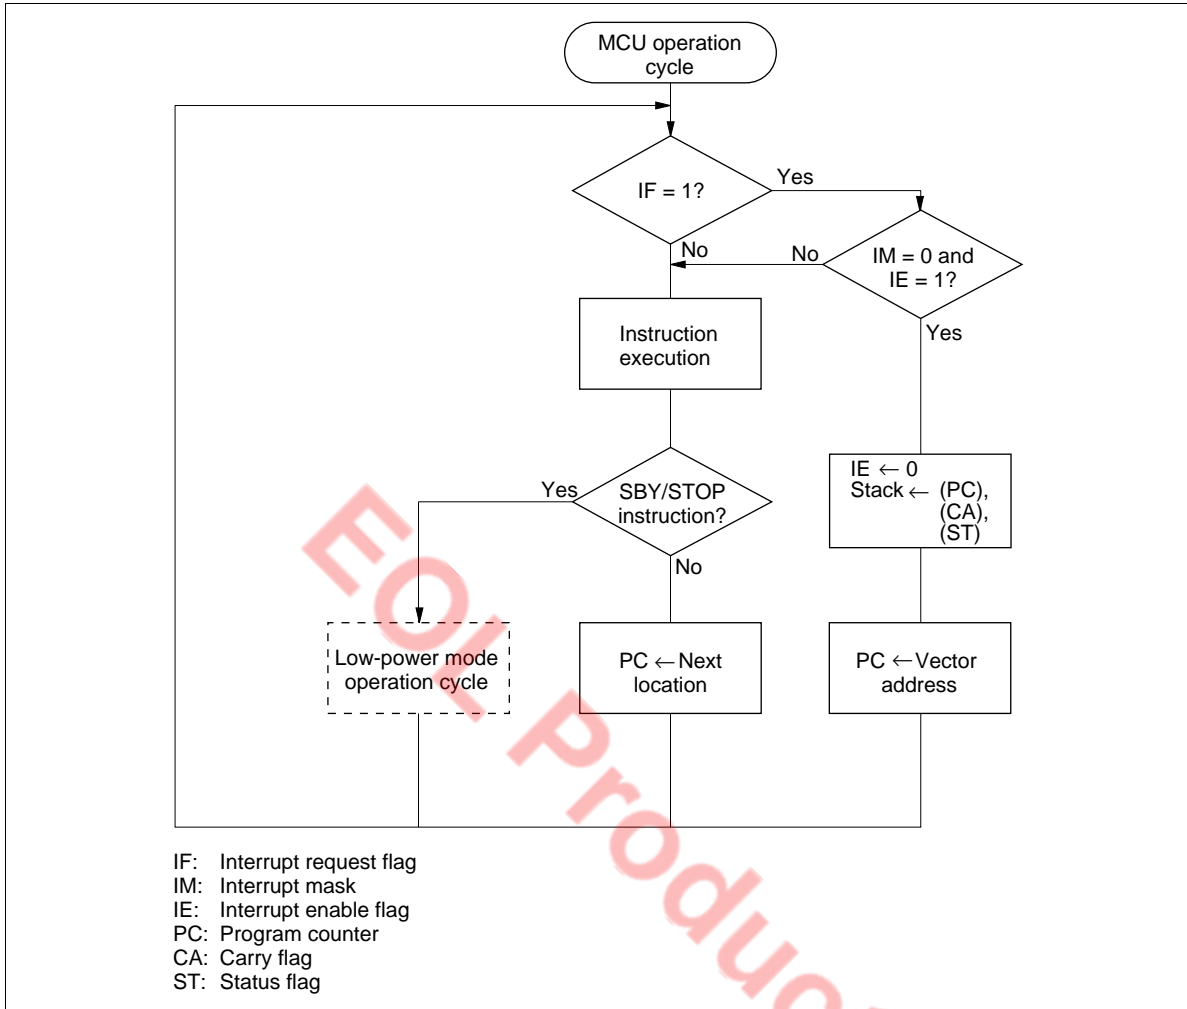 MCU operation
cycle
IF = 1?
Yes
No
IM = 0 and
IE = 1?
No
Yes
Instruction
execution
SBY/STOP
instruction?
Yes
No
IE ← 0
Stack ← (PC),
(CA),
(ST)
Low-power mode
operation cycle
PC ← Next
location
PC ← Vector
address
IF: Interrupt request flag
IM: Interrupt mask
IE: Interrupt enable flag
PC: Program counter
CA: Carry flag
ST: Status flag
EOL Produc